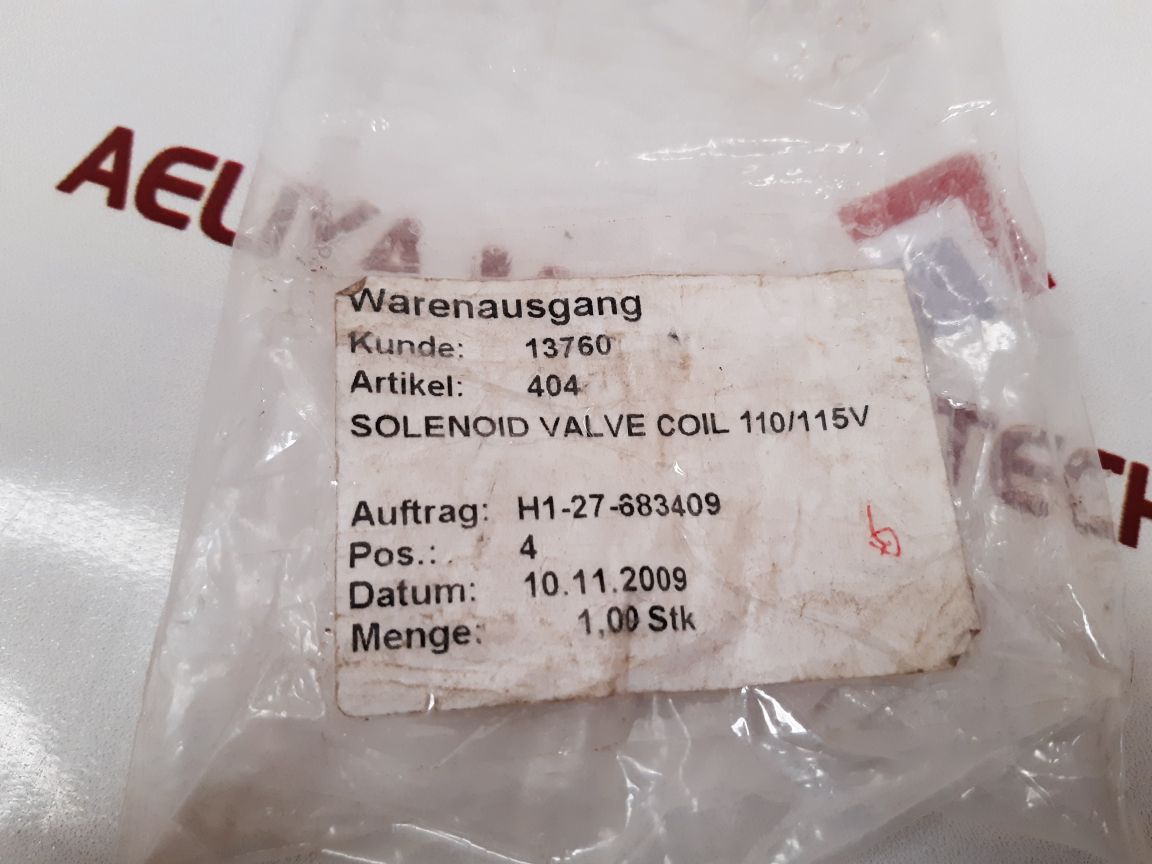 Warenausgang
Kunde: 13760
Artikel: 404
SOLENOID VALVE COIL 110/115V
Auftrag: H1-27-683409
Pos.: 4
Datum: 10.11.2009
Menge: 1,00 Stk